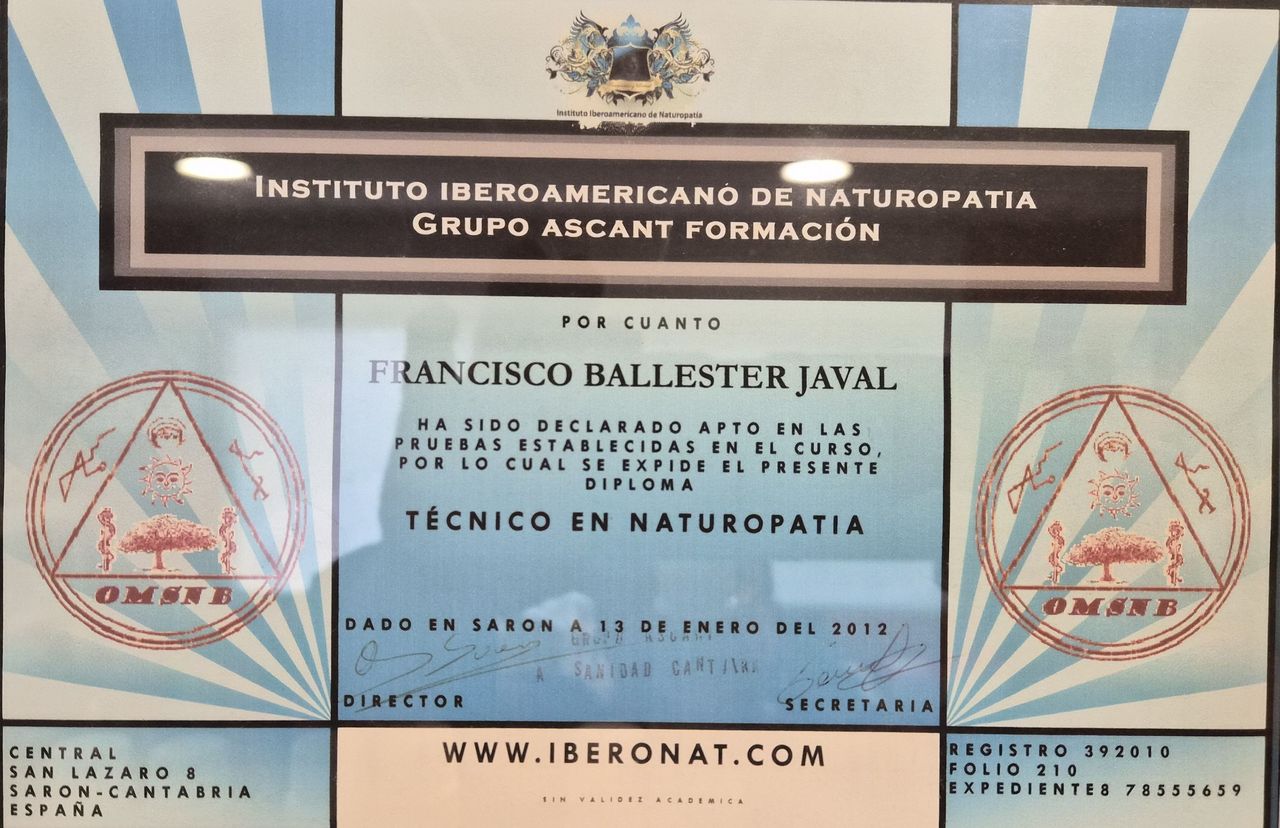 Instituto Iberoamericano de Naturopatia
INSTITUTO IBEROAMERICANO DE NATUROPATIA
GRUPO ASCANT FORMACIÓN
POR CUANTO
FRANCISCO BALLESTER JAVAL
HA SIDO DECLARADO APTO EN LAS
PRUEBAS ESTABLECIDAS EN EL CURSO,
POR LO CUAL SE EXPIDE EL PRESENTE
DIPLOMA
TÉCNICO EN NATUROPATIA
OMSNB
OMSNB
DADO EN SARON A 13 DE ENERO DEL 2012
GRUPO ASCANT
SANIDAD
DIRECTOR
SECRETARIA
CENTRAL
SAN LAZARO 8
SARON-CANTABRIA
ESPAÑA
WWW.IBERONAT.COM
SIN VALIDEZ ACADEMICA
REGISTRO 392010
FOLIO 210
EXPEDIENTE8 78555659